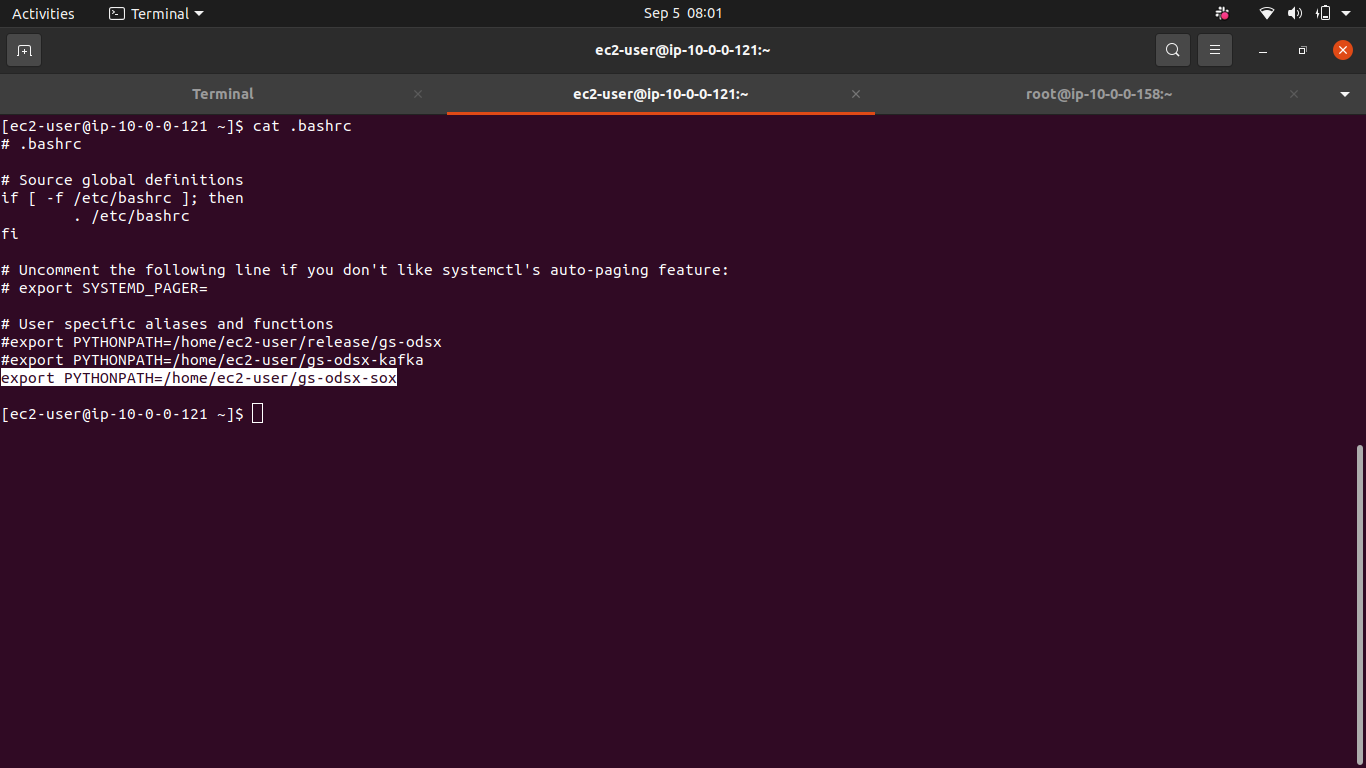 Activities
Terminal
Sep 5 08:01
ec2-user@ip-10-0-0-121:~
Terminal
ec2-user@ip-10-0-0-121:~
root@ip-10-0-0-158:~
[ec2-user@ip-10-0-0-121 ~]$ cat .bashrc
# .bashrc
# Source global definitions
if [ -f /etc/bashrc ]; then
        . /etc/bashrc
fi
# Uncomment the following line if you don't like systemctl's auto-paging feature:
# export SYSTEMD_PAGER=
# User specific aliases and functions
#export PYTHONPATH=/home/ec2-user/release/gs-odsx
#export PYTHONPATH=/home/ec2-user/gs-odsx-kafka
export PYTHONPATH=/home/ec2-user/gs-odsx-sox
[ec2-user@ip-10-0-0-121 ~]$